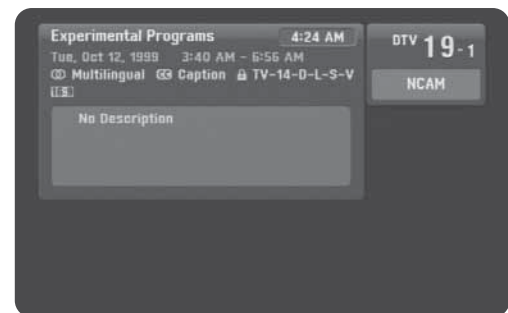 Experimental Programs 4:24 AM
Tue, Oct 12, 1999 3:40 AM – 6:56 AM
Multilingual CC Caption TV-14-D-L-S-V
No Description
DTV 19-1
NCAM